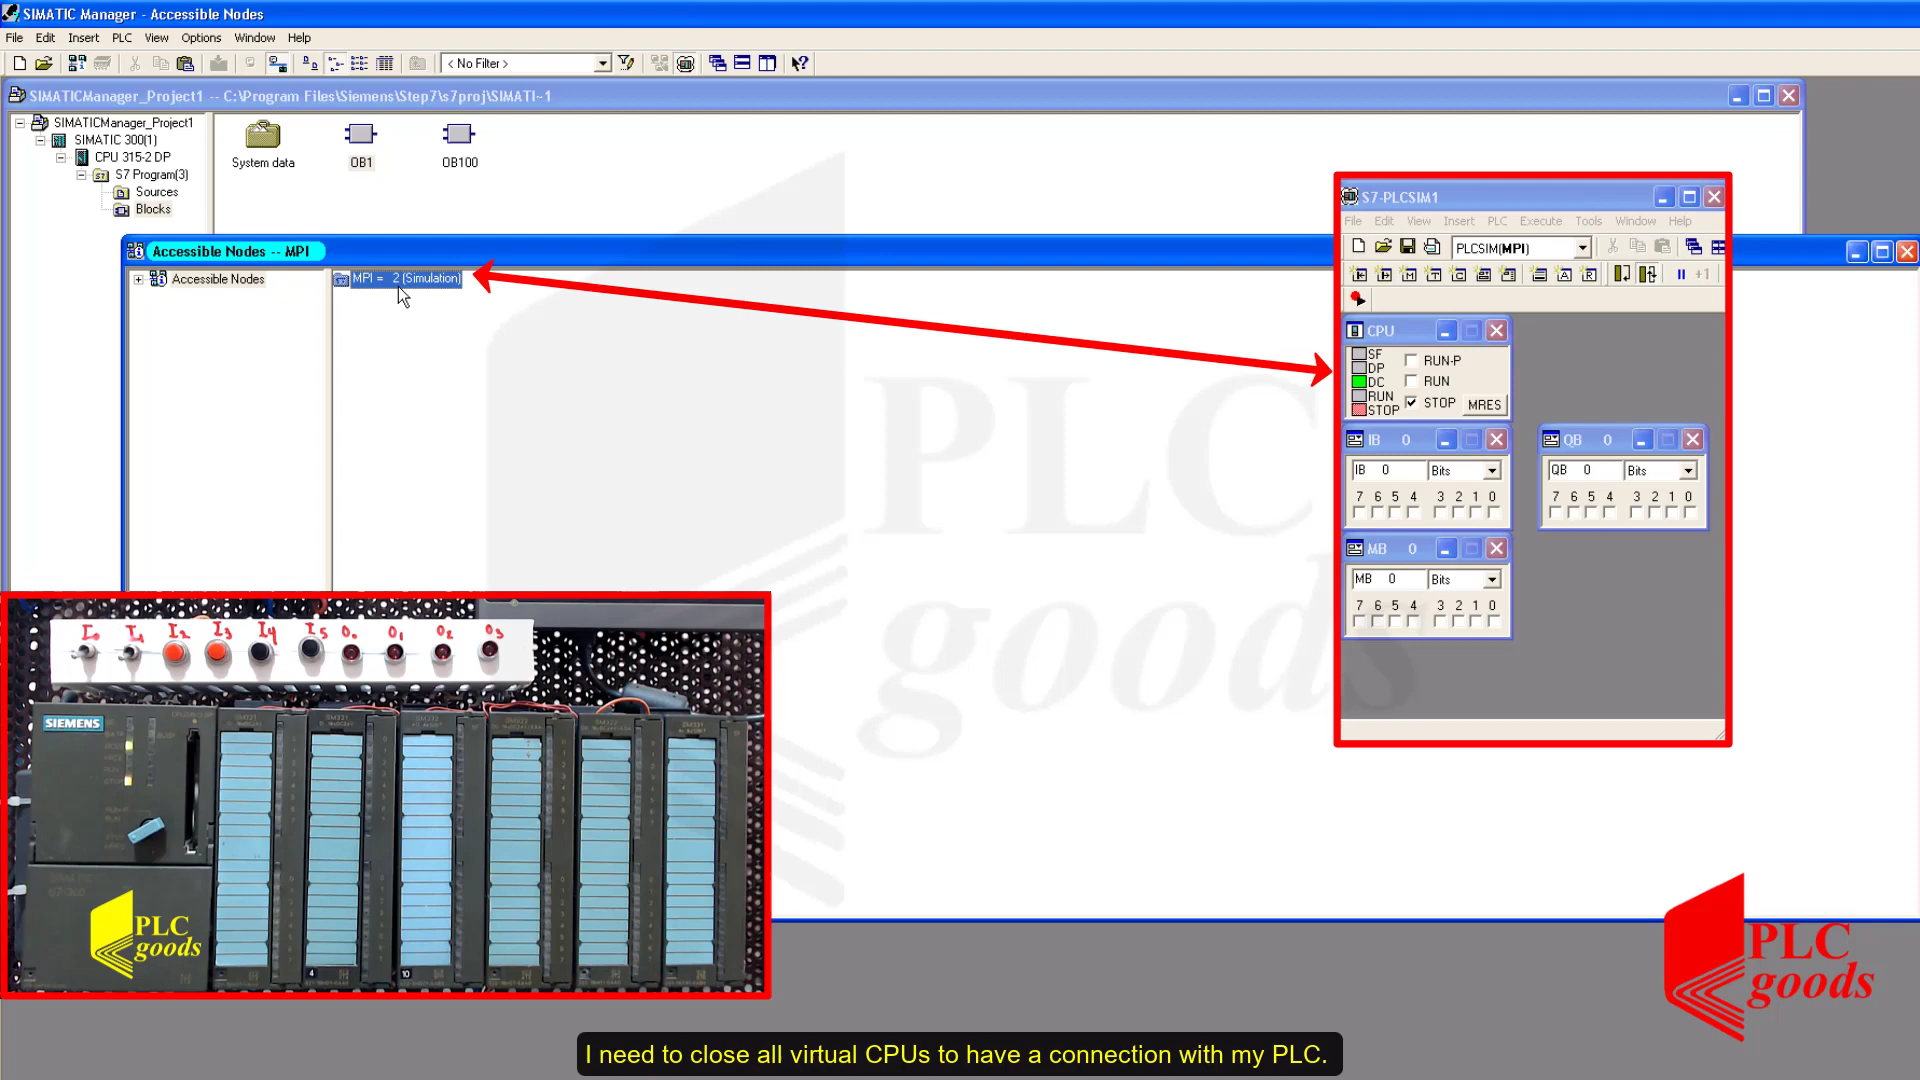 SIMATIC Manager - Accessible Nodes
File Edit Insert PLC View Options Window Help
< No Filter >
SIMATICManager_Project1 -- C:\Program Files\Siemens\Step7\s7proj\SIMATI~1
SIMATICManager_Project1
SIMATIC 300(1)
CPU 315-2 DP
S7 Program(3)
Sources
Blocks
System data
OB1
OB100
Accessible Nodes -- MPI
Accessible Nodes
MPI = 2 (Simulation)
S7-PLCSIM1
File Edit View Insert PLC Execute Tools Window Help
PLCSIM(MPI)
+1
CPU
SF
DP
DC
RUN
STOP
RUN-P
RUN
STOP
MRES
IB 0
IB 0 Bits
7 6 5 4 3 2 1 0
QB 0
QB 0 Bits
7 6 5 4 3 2 1 0
MB 0
MB 0 Bits
7 6 5 4 3 2 1 0
PLC
goods
I0 I1 I2 I3 I4 I5 O0 O1 O2 O3
SIEMENS
4
10
PLC
goods
PLC
goods
I need to close all virtual CPUs to have a connection with my PLC.